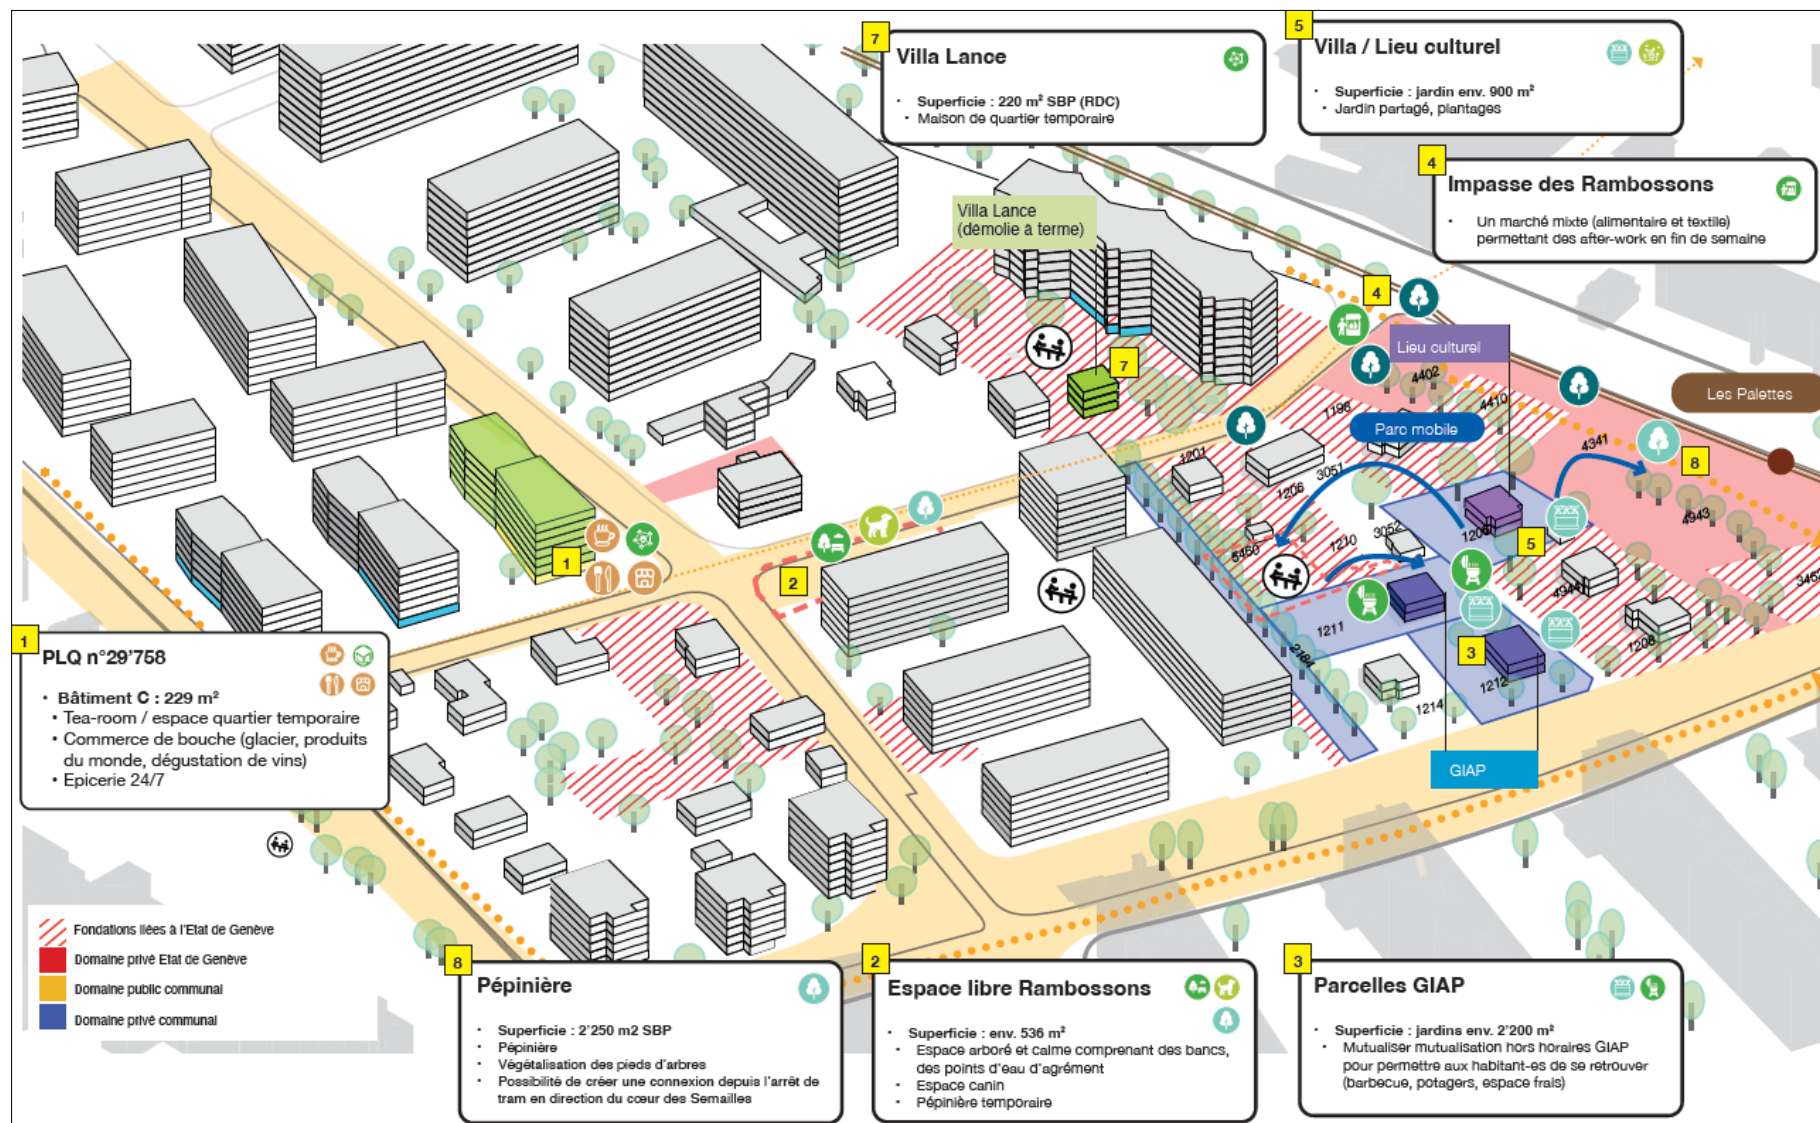 7
Villa Lance
• Superficie : 220 m² SBP (RDC)
• Maison de quartier temporaire
5
Villa / Lieu culturel
• Superficie : jardin env. 900 m²
• Jardin partagé, plantages
4
Impasse des Rambossons
• Un marché mixte (alimentaire et textile)
permettant des after-work en fin de semaine
Villa Lance
(démolie à terme)
4
Lieu culturel
7
Les Palettes
Parc mobile
4402
4410
1196
4341
8
1201
3051
1206
4943
3052
1210
5460
5
3452
4944
1211
1208
3
2184
1212
1214
GIAP
1
2
1
PLQ n°29'758
• Bâtiment C : 229 m²
• Tea-room / espace quartier temporaire
• Commerce de bouche (glacier, produits
du monde, dégustation de vins)
• Epicerie 24/7
Fondations liées à l'Etat de Genève
Domaine privé Etat de Genève
Domaine public communal
Domaine privé communal
8
Pépinière
• Superficie : 2'250 m2 SBP
• Pépinière
• Végétalisation des pieds d'arbres
• Possibilité de créer une connexion depuis l'arrêt de
tram en direction du cœur des Semailles
2
Espace libre Rambossons
• Superficie : env. 536 m²
• Espace arboré et calme comprenant des bancs,
des points d'eau d'agrément
• Espace canin
• Pépinière temporaire
3
Parcelles GIAP
• Superficie : jardins env. 2'200 m²
• Mutualiser mutualisation hors horaires GIAP
pour permettre aux habitant-es de se retrouver
(barbecue, potagers, espace frais)